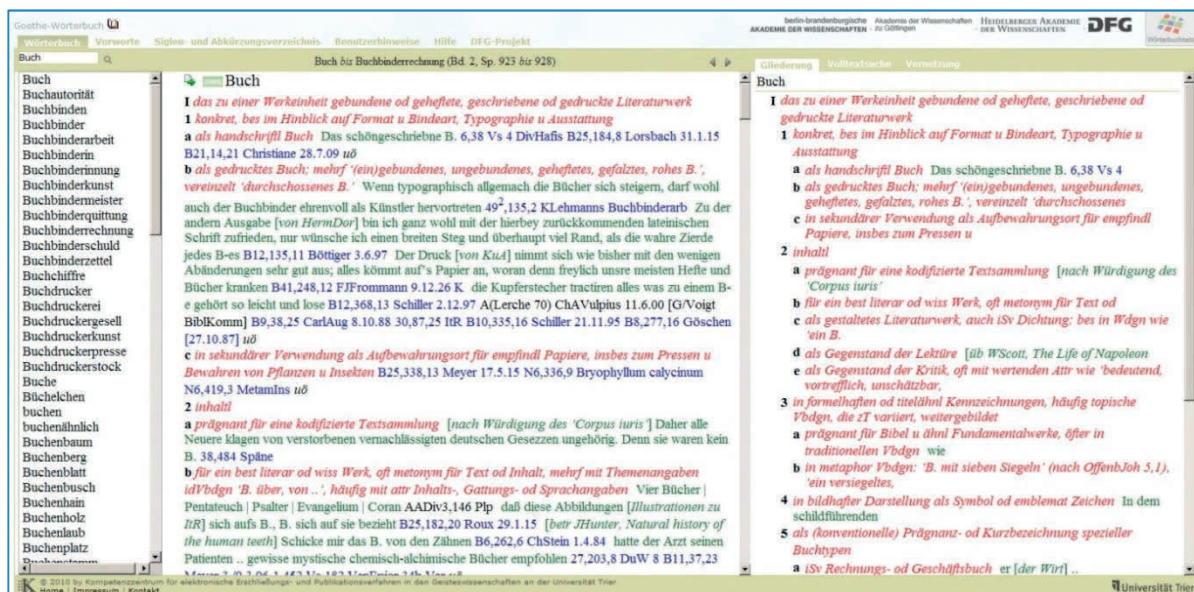 Goethe-Wörterbuch
berlin-brandenburgische
AKADEMIE DER WISSENSCHAFTEN
Akademie der Wissenschaften
zu Göttingen
HEIDELBERGER AKADEMIE
DER WISSENSCHAFTEN
DFG
Wörterbuch Vorworte Siglen- und Abkürzungsverzeichnis Benutzerhinweise Hilfe DFG-Projekt
Buch
Buch bis Buchbinderrechnung (Bd. 2, Sp. 923 bis 928)
Gliederung Volltextsuche Vernetzung
Buch
Buchautorität
Buchbinden
Buchbinder
Buchbinderarbeit
Buchbinderin
Buchbinderinnung
Buchbinderkunst
Buchbindermeister
Buchbinderquittung
Buchbinderrechnung
Buchbinderschuld
Buchbinderzettel
Buchchiffre
Buchdrucker
Buchdruckerei
Buchdruckergesell
Buchdruckerkunst
Buchdruckerpresse
Buchdruckerstock
Buche
Büchelchen
buchen
buchenähnlich
Buchenbaum
Buchenberg
Buchenblatt
Buchenbusch
Buchenhain
Buchenholz
Buchenlaub
Buchenplatz
Buchenstamm
Buch
I das zu einer Werkeinheit gebundene od geheftete, geschriebene od gedruckte Literaturwerk
1 konkret, bes im Hinblick auf Format u Bindeart, Typographie u Ausstattung
a als handschriftl Buch Das schöngeschriebne B. 6,38 Vs 4 DivHafis B25,184,8 Lorsbach 31.1.15
B21,14,21 Christiane 28.7.09 uö
b als gedrucktes Buch; mehrf '(ein)gebundenes, ungebundenes, geheftetes, gefalztes, rohes B.',
vereinzelt 'durchschossenes B.' Wenn typographisch allgemach die Bücher sich steigern, darf wohl
auch der Buchbinder ehrenvoll als Künstler hervortreten 49²,135,2 KLehmanns Buchbinderarb Zu der
andern Ausgabe [von HermDor] bin ich ganz wohl mit der hierbey zurückkommenden lateinischen
Schrift zufrieden, nur wünsche ich einen breiten Steg und überhaupt viel Rand, als die wahre Zierde
jedes B-es B12,135,11 Böttiger 3.6.97 Der Druck [von KuA] nimmt sich wie bisher mit den wenigen
Abänderungen sehr gut aus; alles kömmt auf's Papier an, woran denn freylich unsre meisten Hefte und
Bücher kranken B41,248,12 FJFrommann 9.12.26 K die Kupferstecher tractiren alles was zu einem B-
e gehört so leicht und lose B12,368,13 Schiller 2.12.97 A(Lerche 70) ChAVulpius 11.6.00 [G/Voigt
BiblKomm] B9,38,25 CarlAug 8.10.88 30,87,25 ItR B10,335,16 Schiller 21.11.95 B8,277,16 Göschen
[27.10.87] uö
c in sekundärer Verwendung als Aufbewahrungsort für empfindl Papiere, insbes zum Pressen u
Bewahren von Pflanzen u Insekten B25,338,13 Meyer 17.5.15 N6,336,9 Bryophyllum calycinum
N6,419,3 MetamIns uö
2 inhaltl
a prägnant für eine kodifizierte Textsammlung [nach Würdigung des 'Corpus iuris'] Daher alle
Neuere klagen von verstorbenen vernachlässigten deutschen Gesezzen ungehörig. Denn sie waren kein
B. 38,484 Späne
b für ein best literar od wiss Werk, oft metonym für Text od Inhalt, mehrf mit Themenangaben
idVbdgn 'B. über, von ..', häufig mit attr Inhalts-, Gattungs- od Sprachangaben Vier Bücher |
Pentateuch | Psalter | Evangelium | Coran AADiv3,146 Plp daß diese Abbildungen [Illustrationen zu
ItR] sich aufs B., B. sich auf sie bezieht B25,182,20 Roux 29.1.15 [betr JHunter, Natural history of
the human teeth] Schicke mir das B. von den Zähnen B6,262,6 ChStein 1.4.84 hatte der Arzt seinen
Patienten .. gewisse mystische chemisch-alchimische Bücher empfohlen 27,203,8 DuW 8 B11,37,23
Buch
I das zu einer Werkeinheit gebundene od geheftete, geschriebene od
gedruckte Literaturwerk
1 konkret, bes im Hinblick auf Format u Bindeart, Typographie u
Ausstattung
a als handschriftl Buch Das schöngeschriebne B. 6,38 Vs 4
b als gedrucktes Buch; mehrf '(ein)gebundenes, ungebundenes,
geheftetes, gefalztes, rohes B.', vereinzelt 'durchschossenes
c in sekundärer Verwendung als Aufbewahrungsort für empfindl
Papiere, insbes zum Pressen u
2 inhaltl
a prägnant für eine kodifizierte Textsammlung [nach Würdigung des
'Corpus iuris']
b für ein best literar od wiss Werk, oft metonym für Text od
c als gestaltetes Literaturwerk, auch iSv Dichtung: bes in Wdgn wie
'ein B.
d als Gegenstand der Lektüre [üb WScott, The Life of Napoleon
e als Gegenstand der Kritik, oft mit wertenden Attr wie 'bedeutend,
vortrefflich, unschätzbar,
3 in formelhaften od titelähnl Kennzeichnungen, häufig topische
Vbdgn, die zT variiert, weitergebildet
a prägnant für Bibel u ähnl Fundamentalwerke, öfter in
traditionellen Vbdgn wie
b in metaphor Vbdgn: 'B. mit sieben Siegeln' (nach OffenbJoh 5,1),
'ein versiegeltes,
4 in bildhafter Darstellung als Symbol od emblemat Zeichen In dem
schildführenden
5 als (konventionelle) Prägnanz- od Kurzbezeichnung spezieller
Buchtypen
a iSv Rechnungs- od Geschäftsbuch er [der Wirt] ..
© 2010 by Kompetenzzentrum für elektronische Erschließungs- und Publikationsverfahren in den Geisteswissenschaften an der Universität Trier
Home | Impressum | Kontakt
Universität Trier